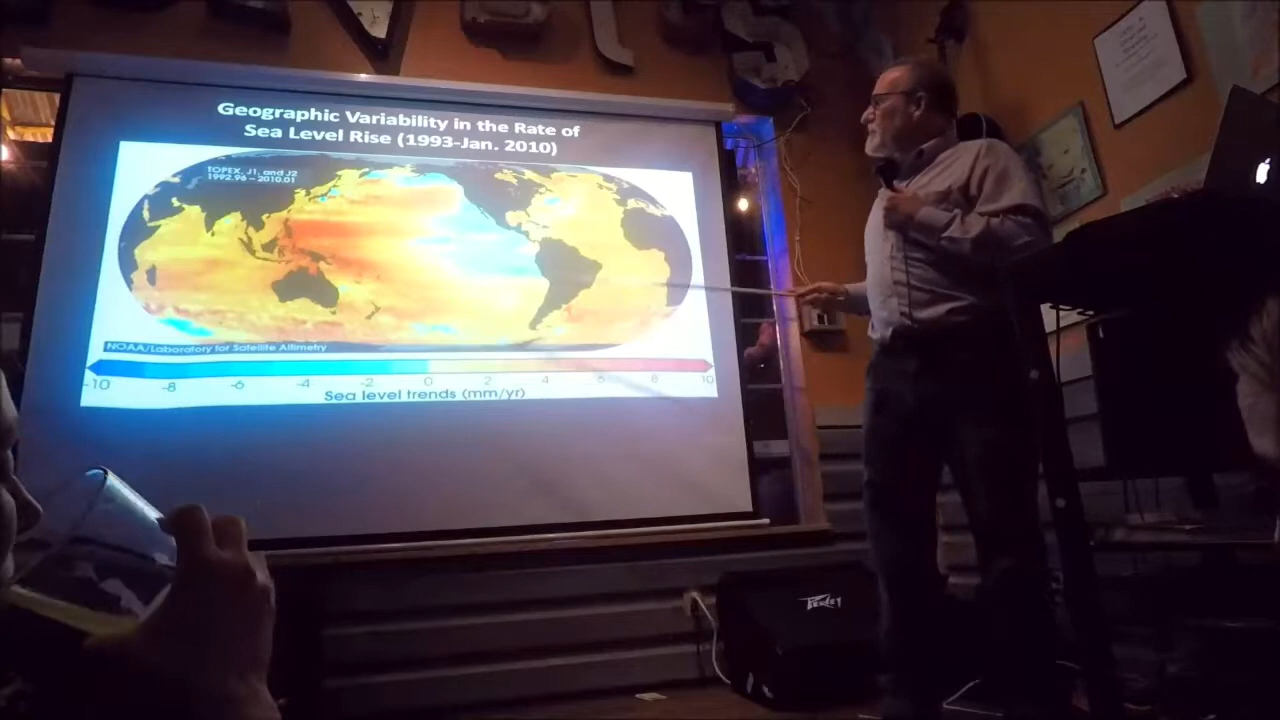 Geographic Variability in the Rate of
Sea Level Rise (1993-Jan. 2010)
TOPEX, J1, and J2
1992.96 – 2010.01
NOAA/Laboratory for Satellite Altimetry
-10 -8 -6 -4 -2 0 2 4 6 8 10
Sea level trends (mm/yr)
PEAVEY